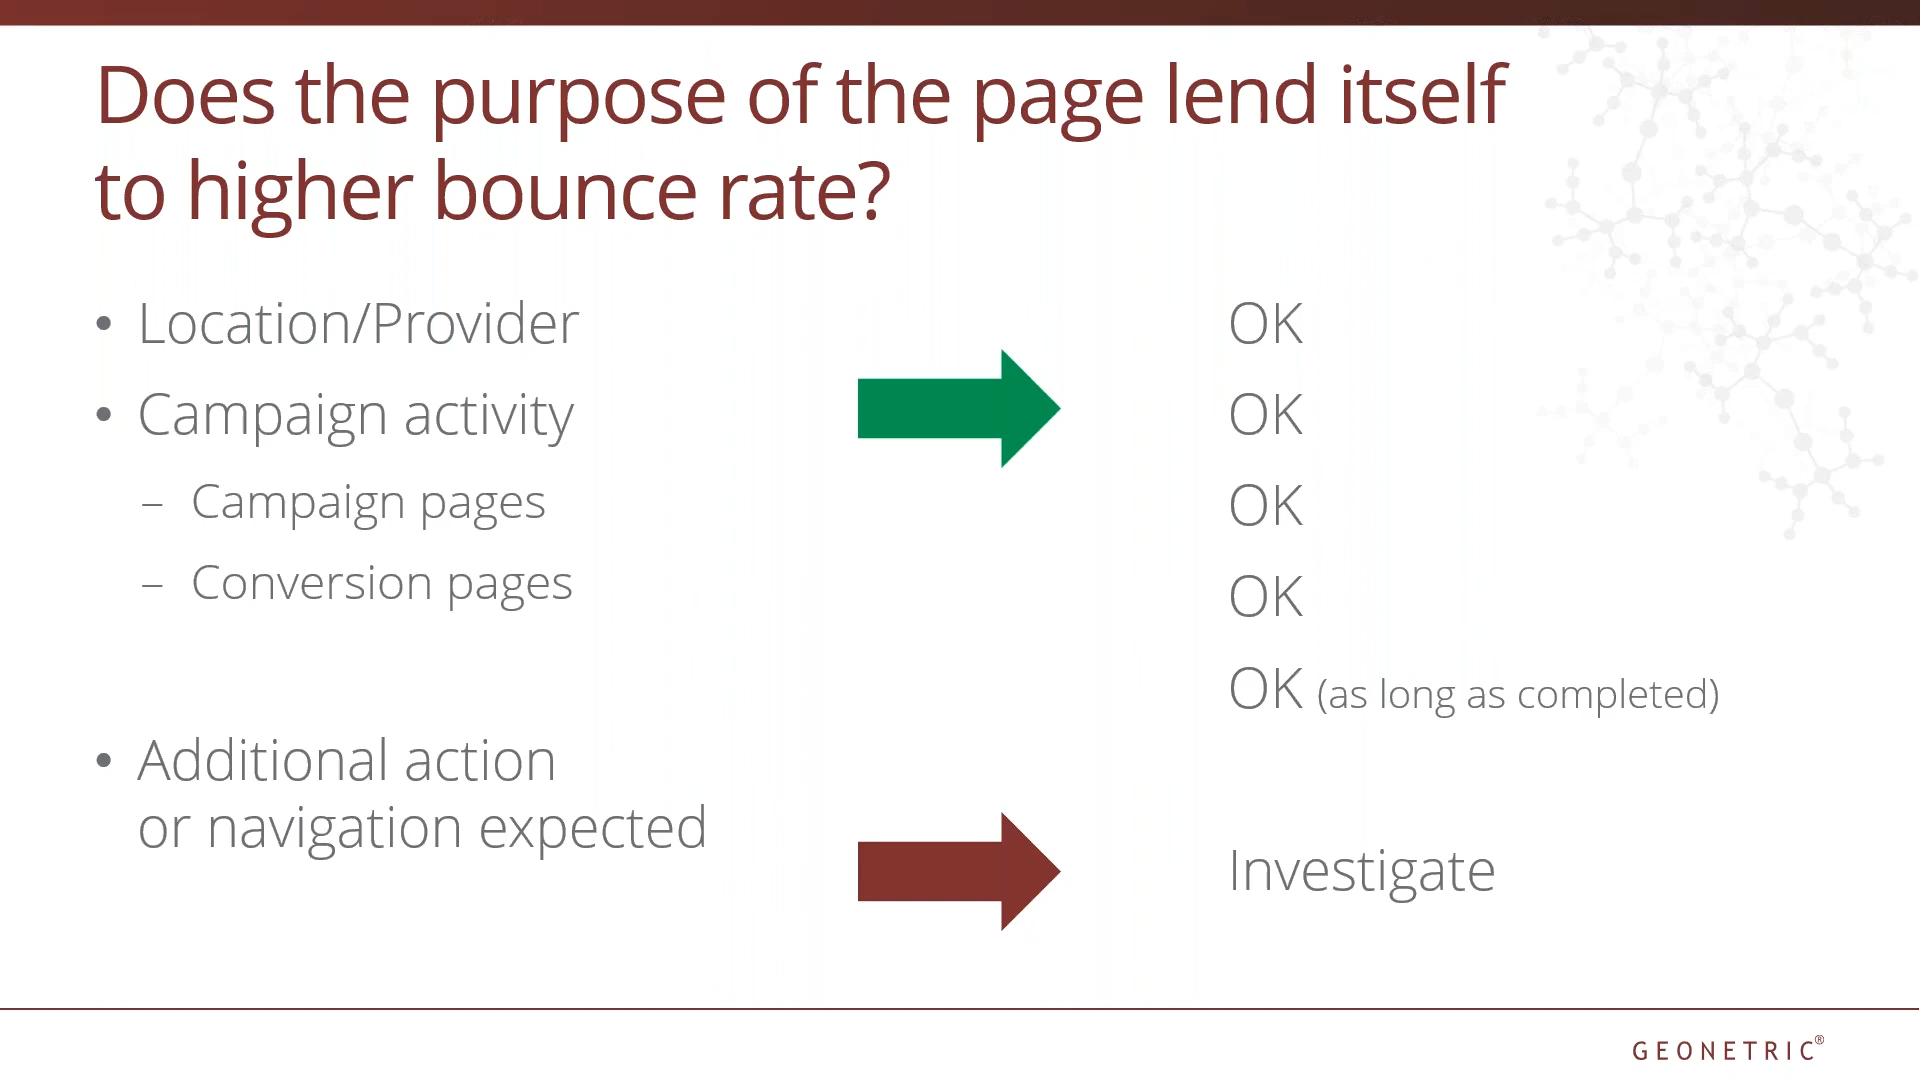 Does the purpose of the page lend itself
to higher bounce rate?
• Location/Provider
• Campaign activity
– Campaign pages
– Conversion pages
• Additional action
or navigation expected
OK
OK
OK
OK
OK (as long as completed)
Investigate
GEONETRIC®